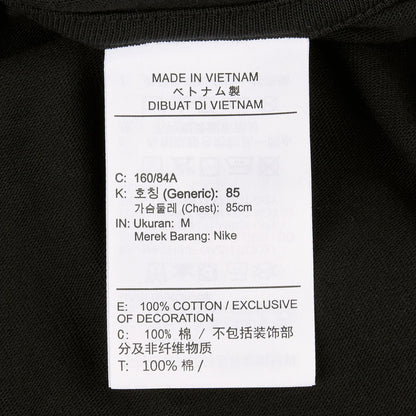 MADE IN VIETNAM
ベトナム製
DIBUAT DI VIETNAM
C: 160/84A
K: 호칭 (Generic): 85
가슴둘레 (Chest): 85cm
IN: Ukuran: M
Merek Barang: Nike
E: 100% COTTON / EXCLUSIVE
OF DECORATION
C: 100% 棉 / 不包括装饰部
分及非纤维物质
T: 100% 棉 /